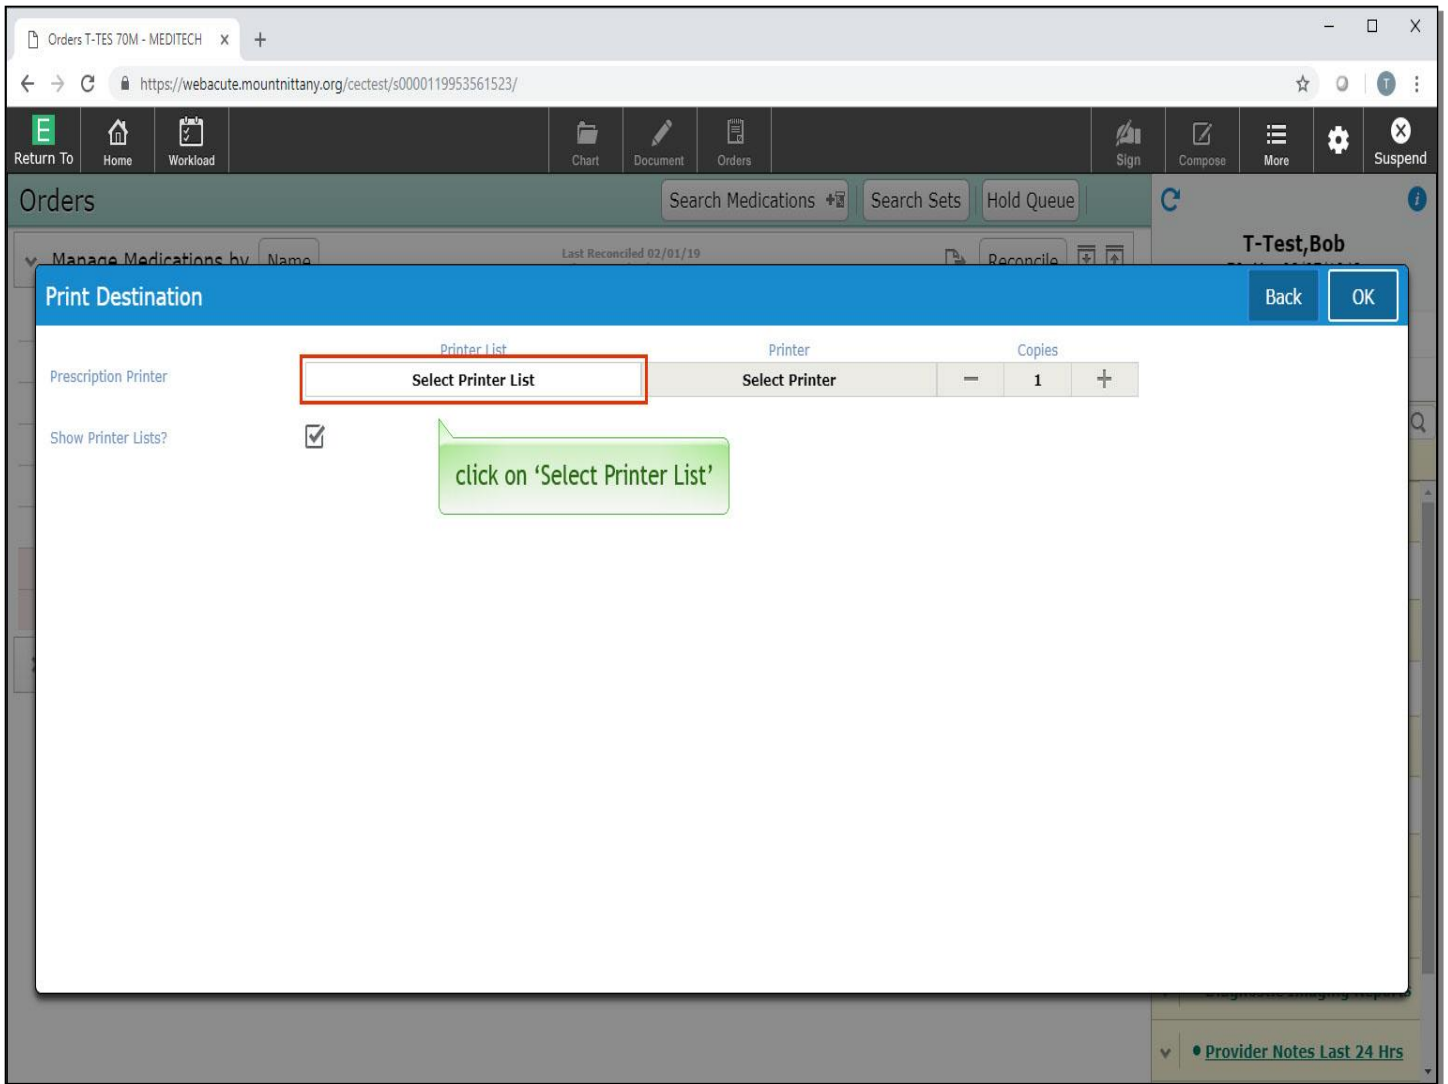 Orders T-TES 70M - MEDITECH
https://webacute.mountnittany.org/cectest/s0000119953561523/
E
Return To
Home
Workload
Chart
Document
Orders
Sign
Compose
More
Suspend
Orders
Search Medications
Search Sets
Hold Queue
T-Test,Bob
Manage Medications by Name
Last Reconciled 02/01/19
Reconcile
Print Destination
Back
OK
Printer List
Printer
Copies
Prescription Printer
Select Printer List
Select Printer
1
Show Printer Lists?
click on ‘Select Printer List’
Provider Notes Last 24 Hrs